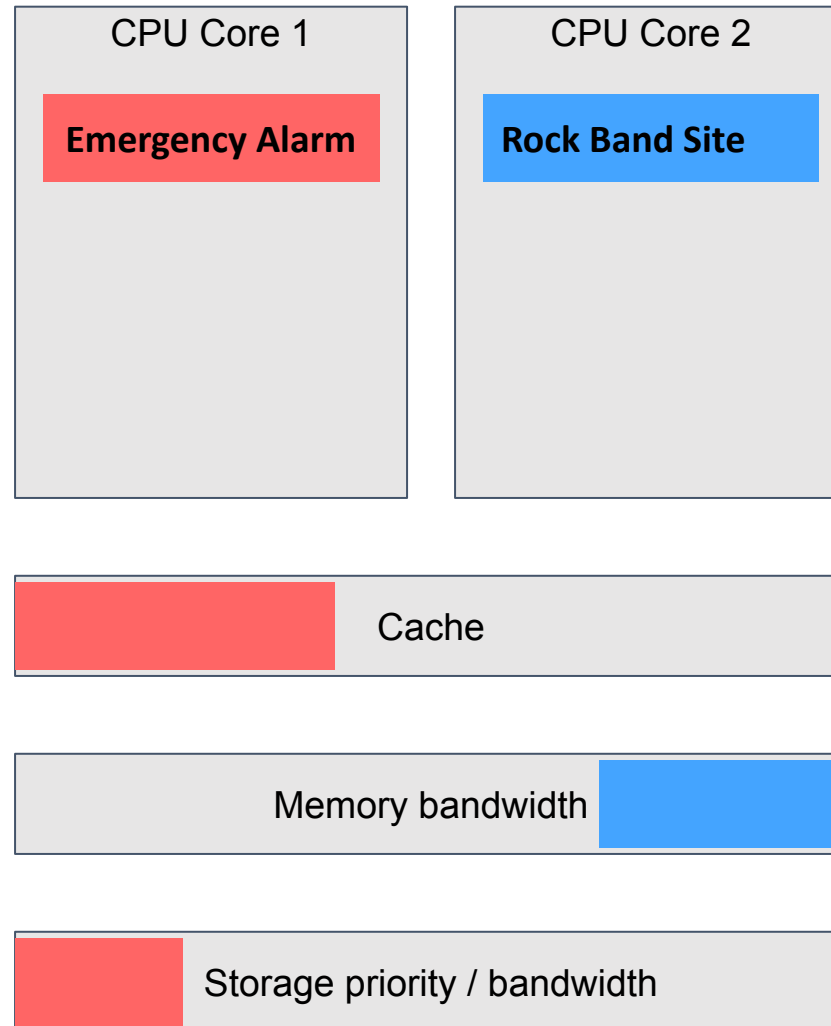 CPU Core 1
CPU Core 2
Emergency Alarm
Rock Band Site
Cache
Memory bandwidth
Storage priority / bandwidth